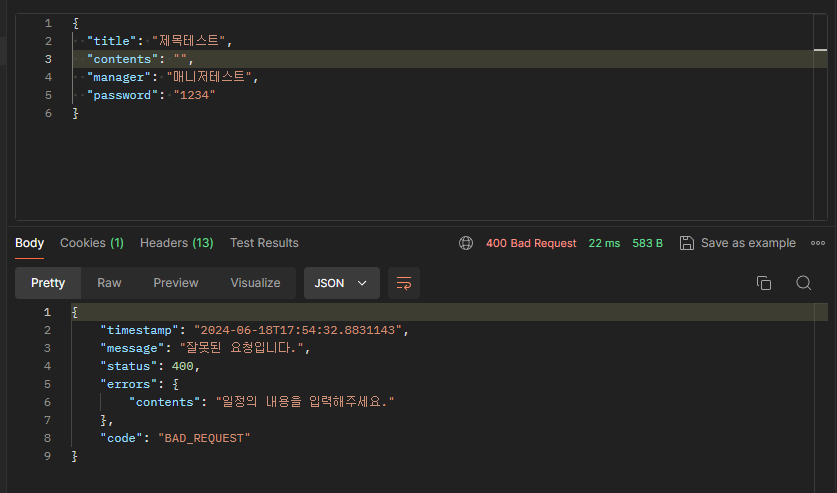 1 {
2 "title": "제목테스트",
3 "contents": "",
4 "manager": "매니저테스트",
5 "password": "1234"
6 }
Body Cookies (1) Headers (13) Test Results 400 Bad Request 22 ms 583 B Save as example
Pretty Raw Preview Visualize JSON
1 {
2 "timestamp": "2024-06-18T17:54:32.8831143",
3 "message": "잘못된 요청입니다.",
4 "status": 400,
5 "errors": {
6 "contents": "일정의 내용을 입력해주세요."
7 },
8 "code": "BAD_REQUEST"
9 }